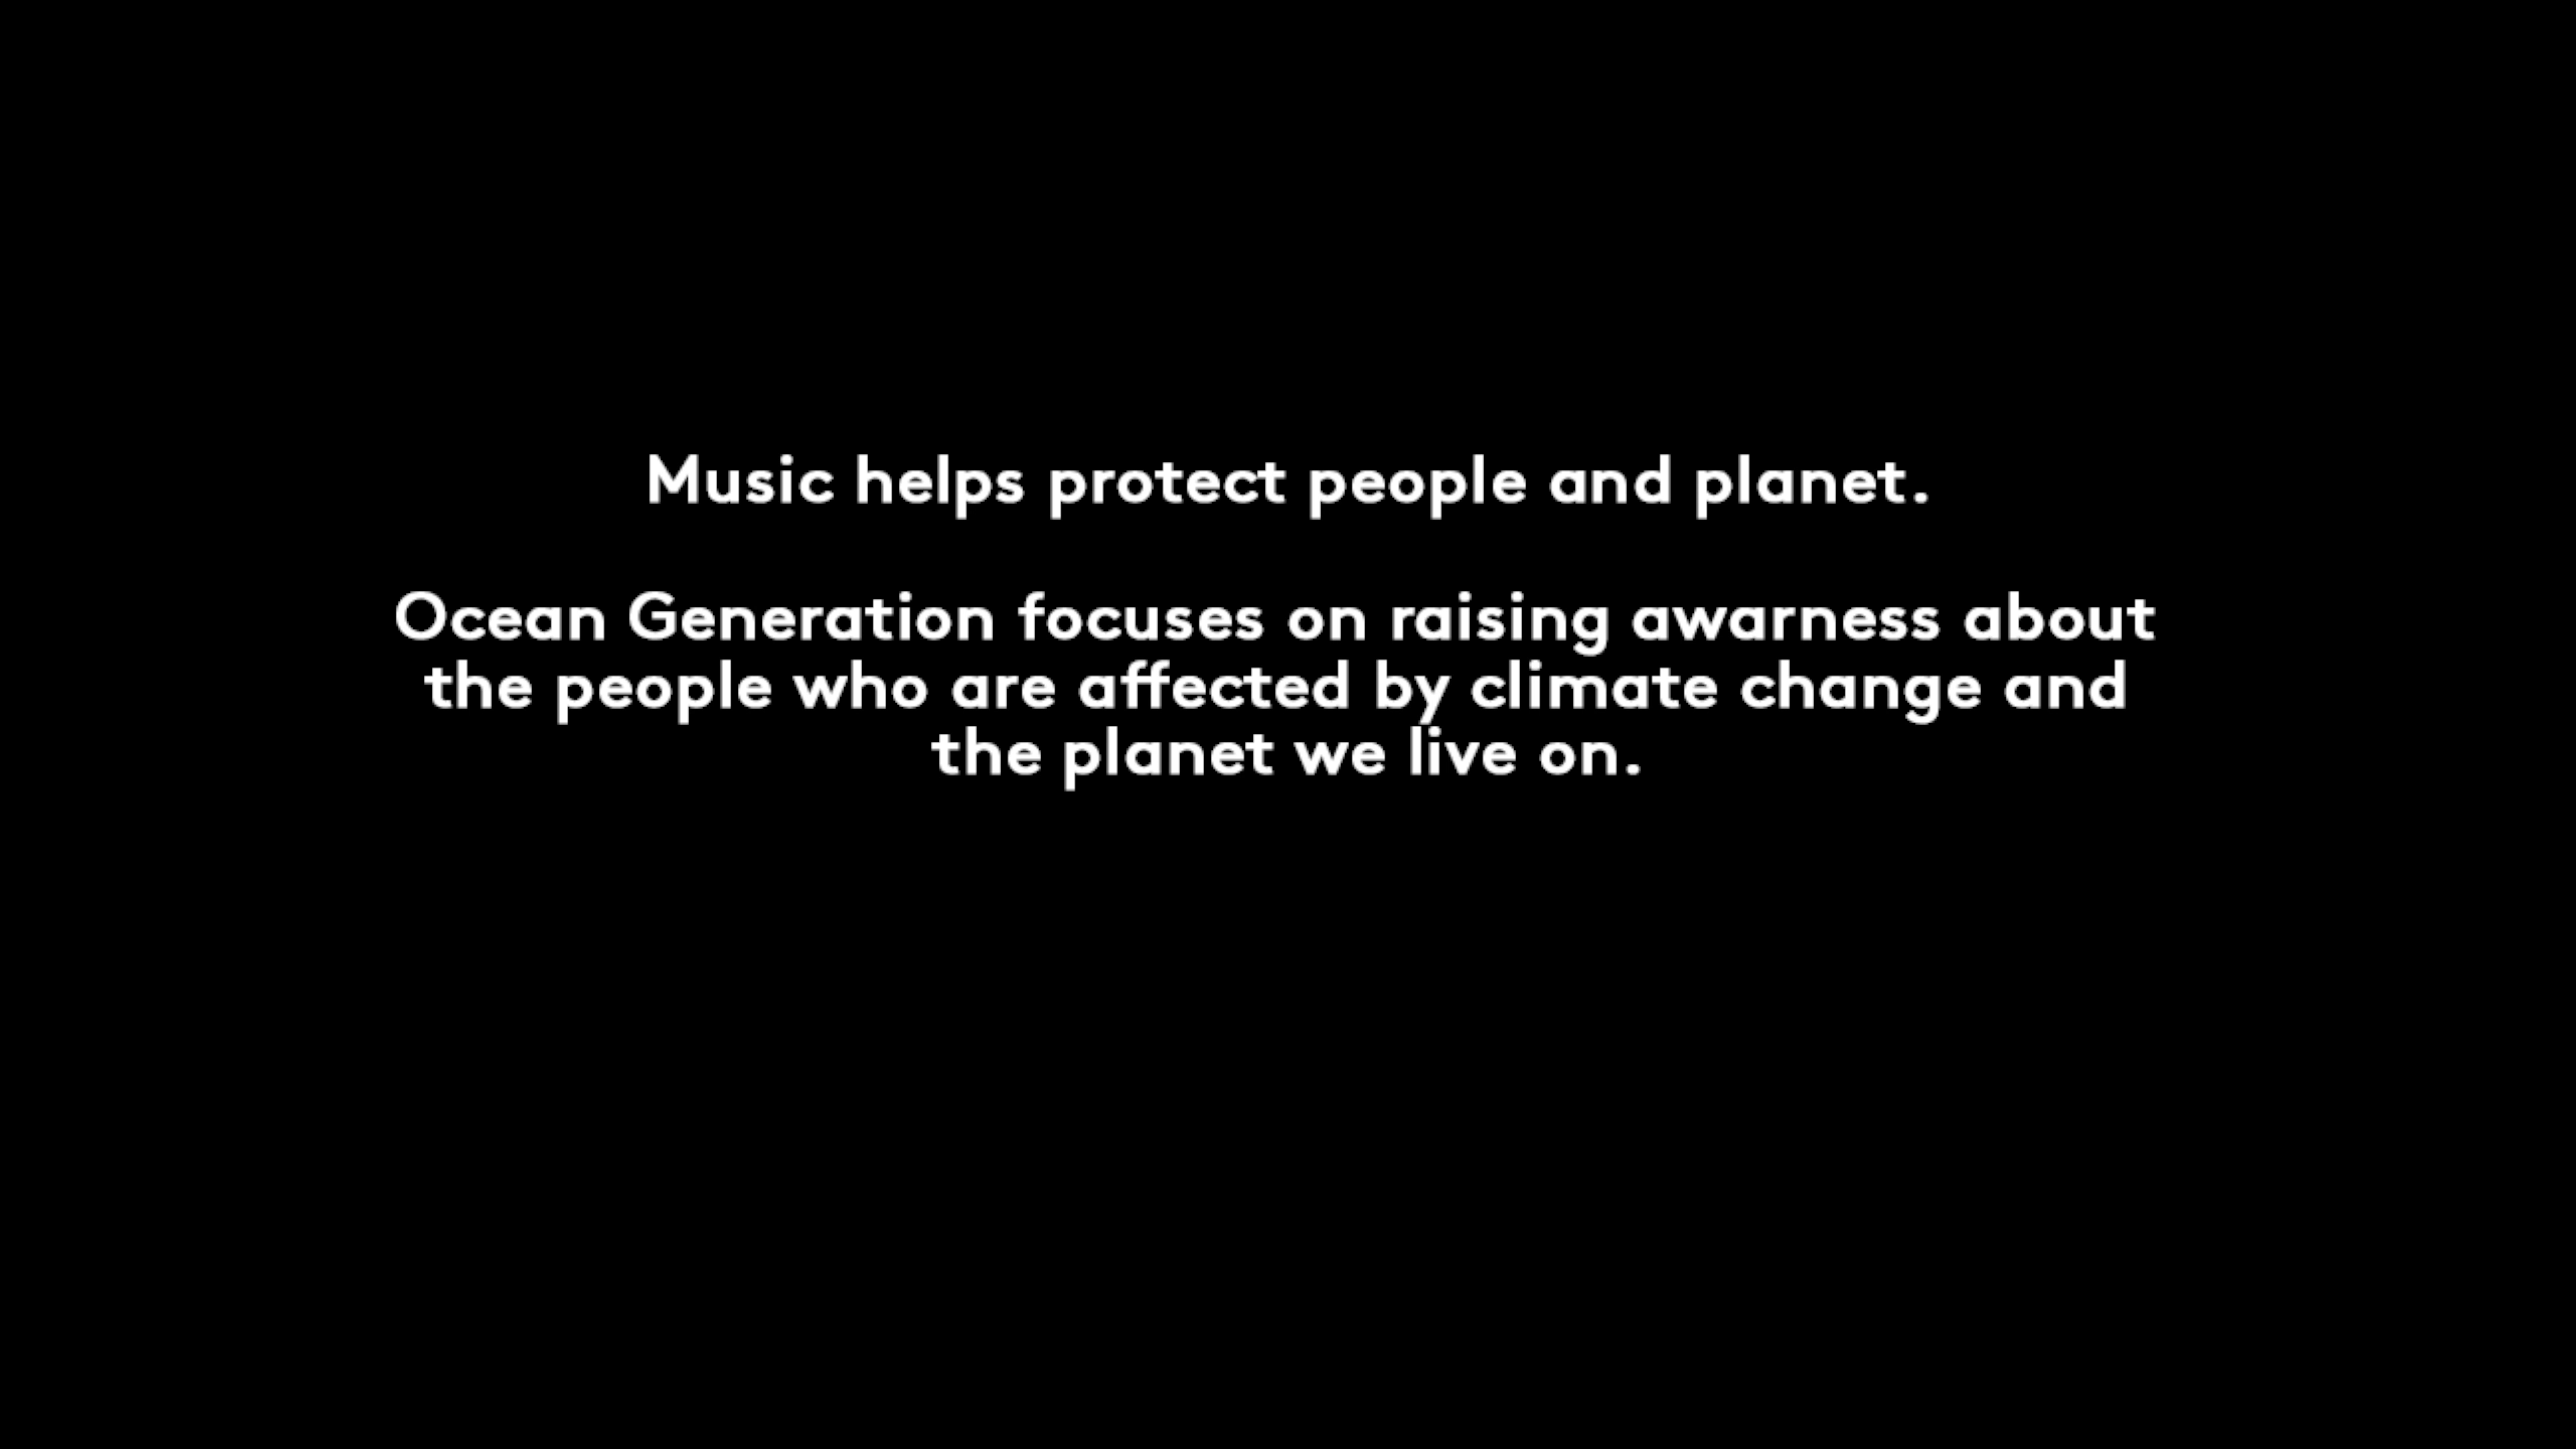 Music helps protect people and planet.
Ocean Generation focuses on raising awarness about
the people who are affected by climate change and
the planet we live on.